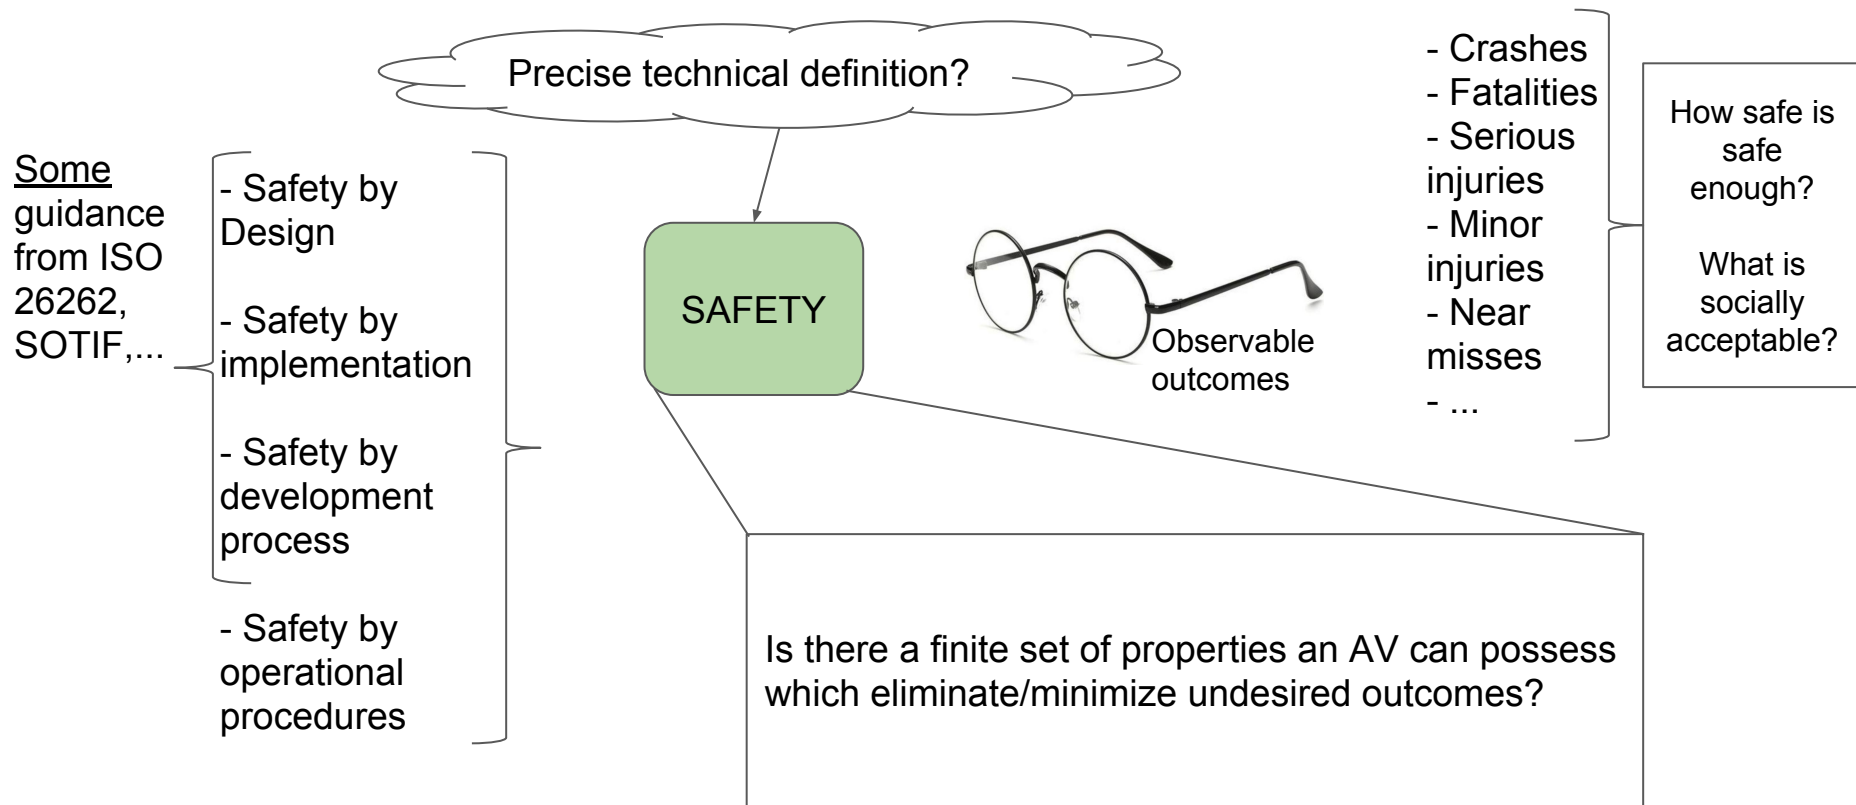 Precise technical definition?
Some
guidance
from ISO
26262,
SOTIF,...
- Safety by
Design
- Safety by
implementation
- Safety by
development
process
- Safety by
operational
procedures
SAFETY
Observable
outcomes
- Crashes
- Fatalities
- Serious
injuries
- Minor
injuries
- Near
misses
- ...
How safe is
safe
enough?
What is
socially
acceptable?
Is there a finite set of properties an AV can possess
which eliminate/minimize undesired outcomes?